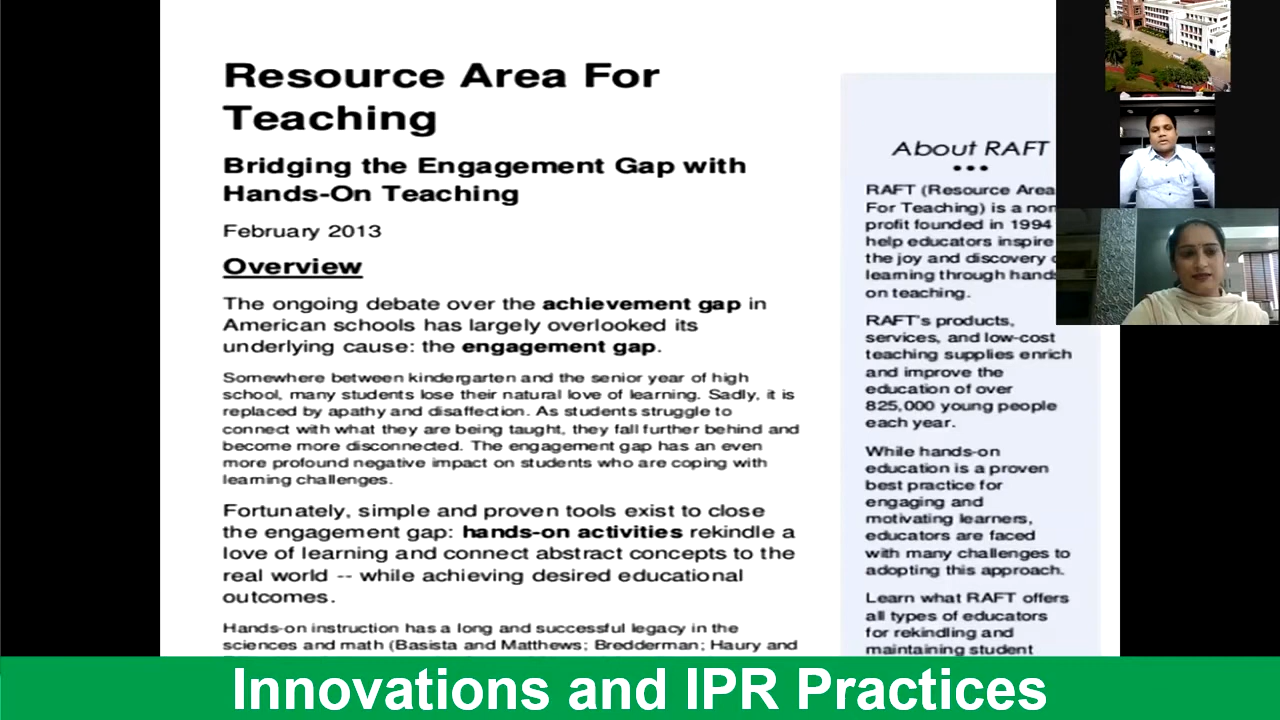 Resource Area For
Teaching
Bridging the Engagement Gap with
Hands-On Teaching
February 2013
Overview
The ongoing debate over the achievement gap in
American schools has largely overlooked its
underlying cause: the engagement gap.
Somewhere between kindergarten and the senior year of high
school, many students lose their natural love of learning. Sadly, it is
replaced by apathy and disaffection. As students struggle to
connect with what they are being taught, they fall further behind and
become more disconnected. The engagement gap has an even
more profound negative impact on students who are coping with
learning challenges.
Fortunately, simple and proven tools exist to close
the engagement gap: hands-on activities rekindle a
love of learning and connect abstract concepts to the
real world -- while achieving desired educational
outcomes.
Hands-on instruction has a long and successful legacy in the
sciences and math (Basista and Matthews; Bredderman; Haury and
About RAFT
•••
RAFT (Resource Area
For Teaching) is a non
profit founded in 1994
help educators inspire
the joy and discovery
learning through hands
on teaching.
RAFT's products,
services, and low-cost
teaching supplies enrich
and improve the
education of over
825,000 young people
each year.
While hands-on
education is a proven
best practice for
engaging and
motivating learners,
educators are faced
with many challenges to
adopting this approach.
Learn what RAFT offers
all types of educators
for rekindling and
maintaining student
Innovations and IPR Practices